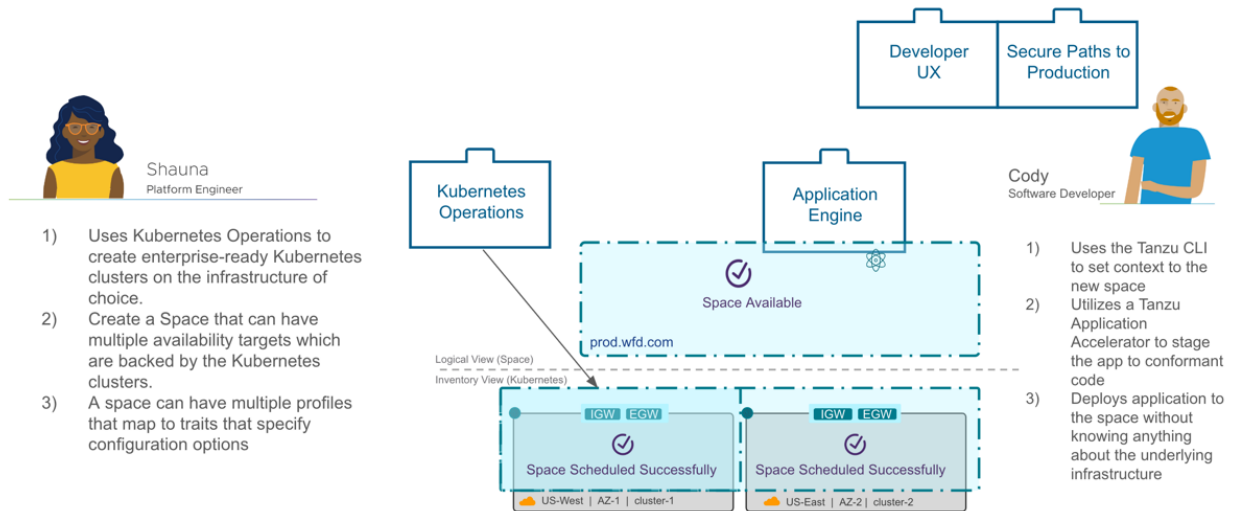 Developer
UX
Secure Paths to
Production
Shauna
Platform Engineer
Kubernetes
Operations
Application
Engine
Cody
Software Developer
1) Uses Kubernetes Operations to
create enterprise-ready Kubernetes
clusters on the infrastructure of
choice.
2) Create a Space that can have
multiple availability targets which
are backed by the Kubernetes
clusters.
3) A space can have multiple profiles
that map to traits that specify
configuration options
Space Available
prod.wfd.com
Logical View (Space)
Inventory View (Kubernetes)
IGW EGW
Space Scheduled Successfully
US-West | AZ-1 | cluster-1
IGW EGW
Space Scheduled Successfully
US-East | AZ-2 | cluster-2
1) Uses the Tanzu CLI
to set context to the
new space
2) Utilizes a Tanzu
Application
Accelerator to stage
the app to conformant
code
3) Deploys application to
the space without
knowing anything
about the underlying
infrastructure